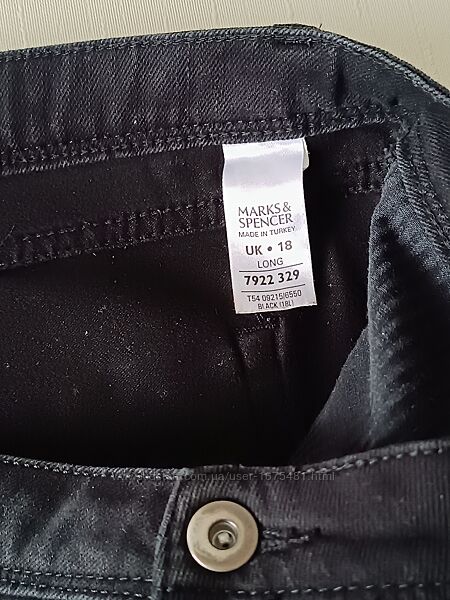 MARKS &
SPENCER
MADE IN TURKEY
UK • 18
LONG
7922 329
T54 09215/6550
BLACK (18L)